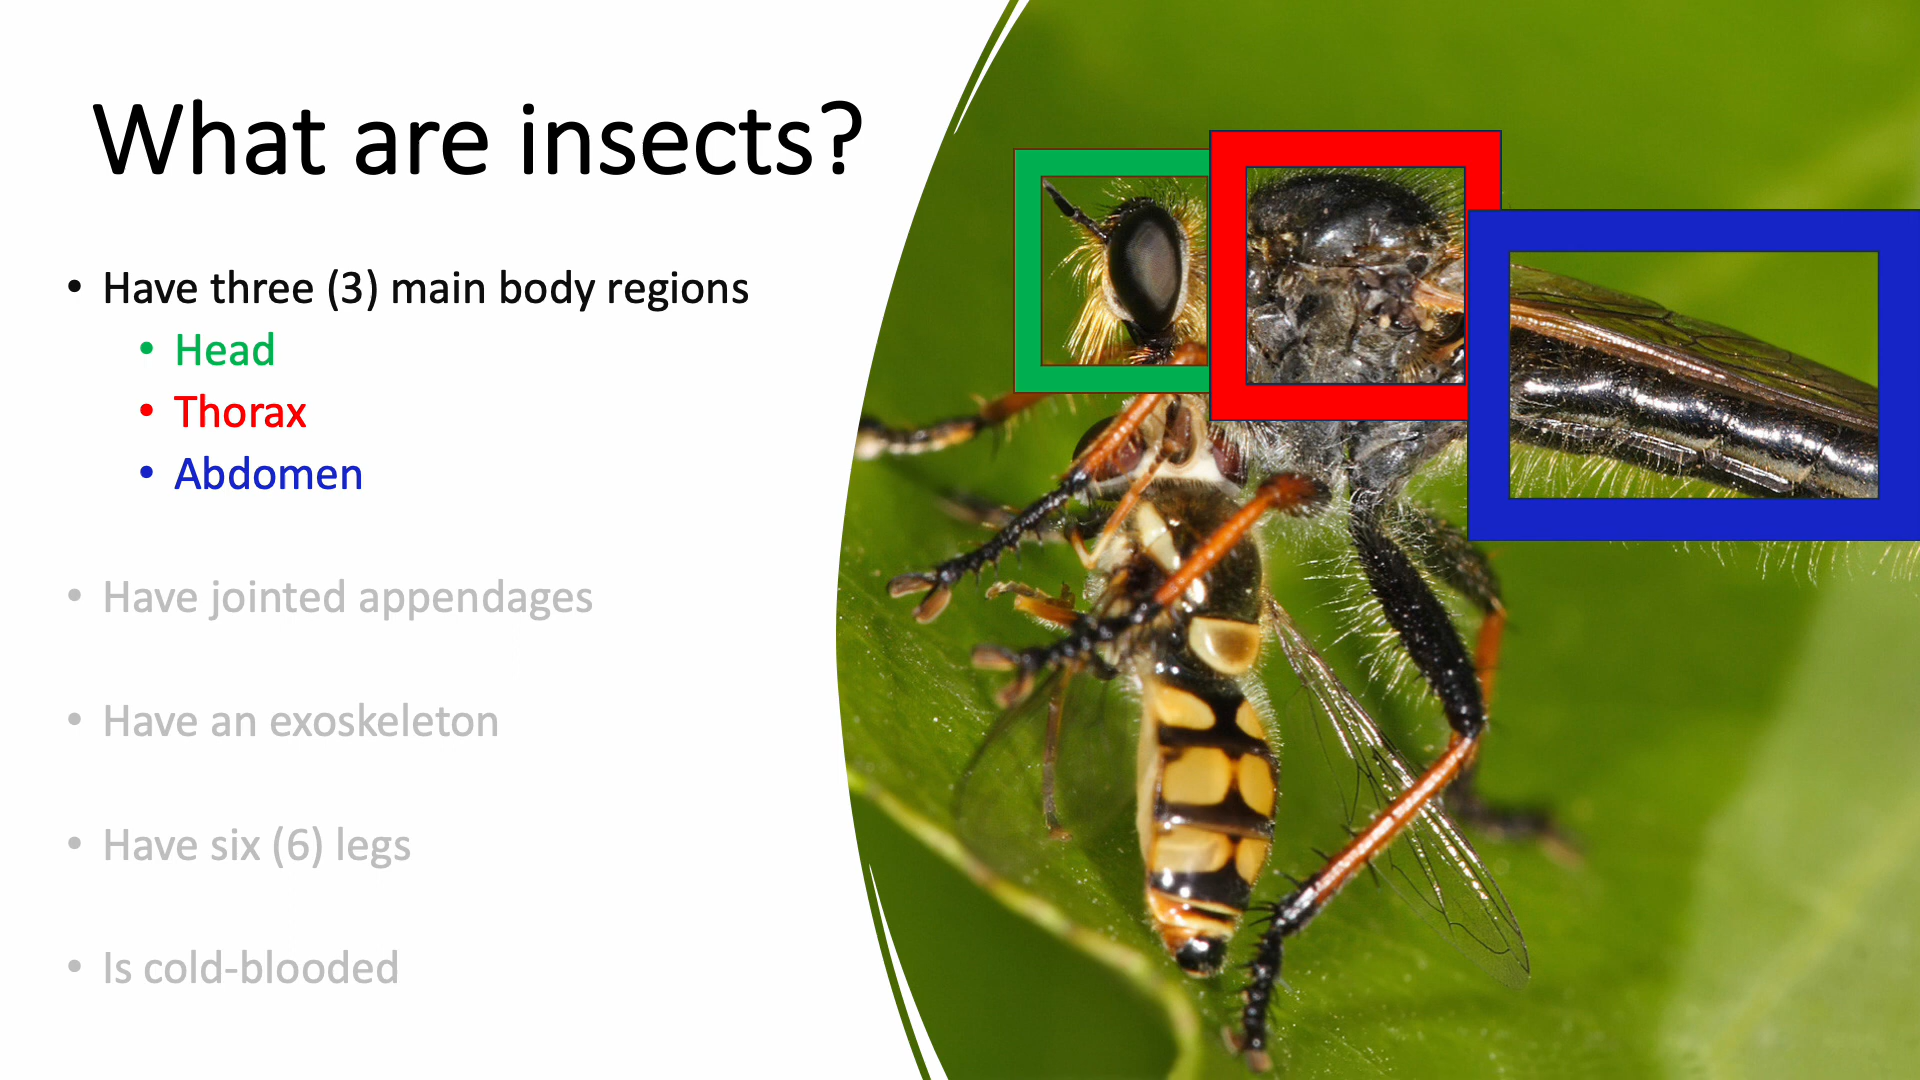 What are insects?
• Have three (3) main body regions
• Head
• Thorax
• Abdomen
• Have jointed appendages
• Have an exoskeleton
• Have six (6) legs
• Is cold-blooded